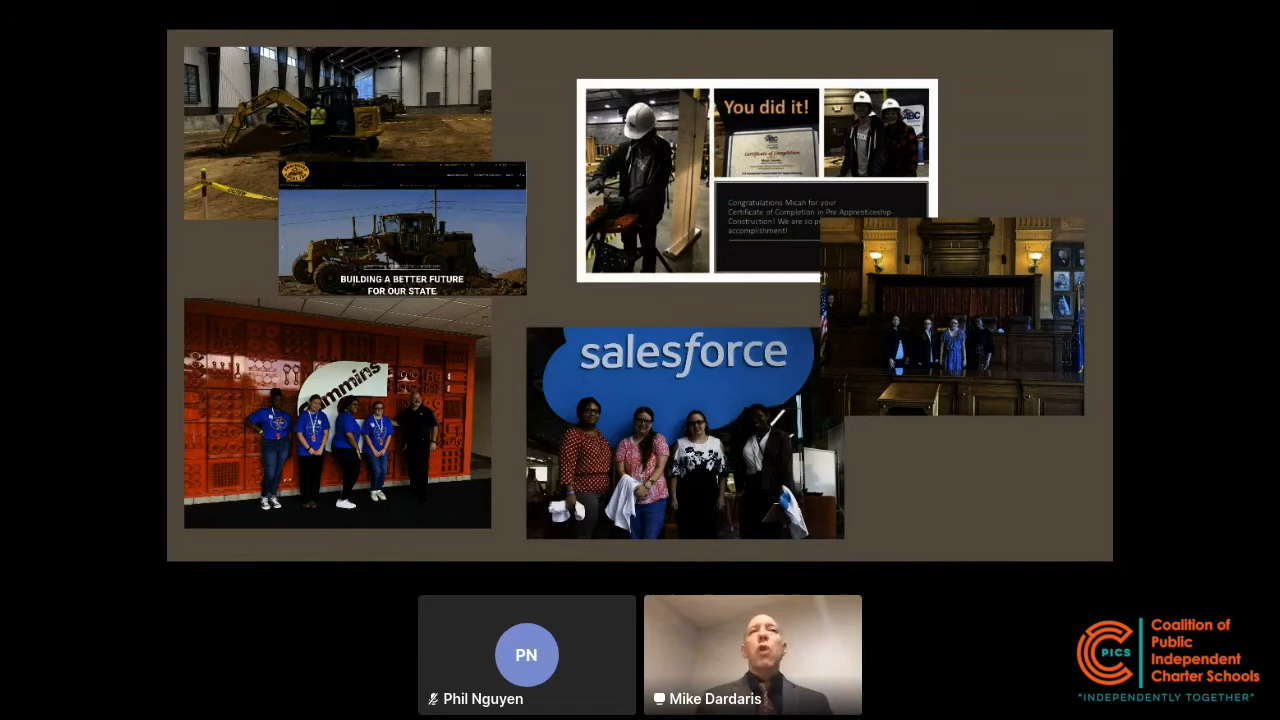 BUILDING A BETTER FUTURE
FOR OUR STATE
You did it!
Certificate of Completion
ABC
Congratulations Micah for your
Certificate of Completion in Pre Apprenticeship-
Construction! We are so p
accomplishment!
Cummins
salesforce
PN
Phil Nguyen
Mike Dardaris
PICS
Coalition of
Public
Independent
Charter Schools
"INDEPENDENTLY TOGETHER"